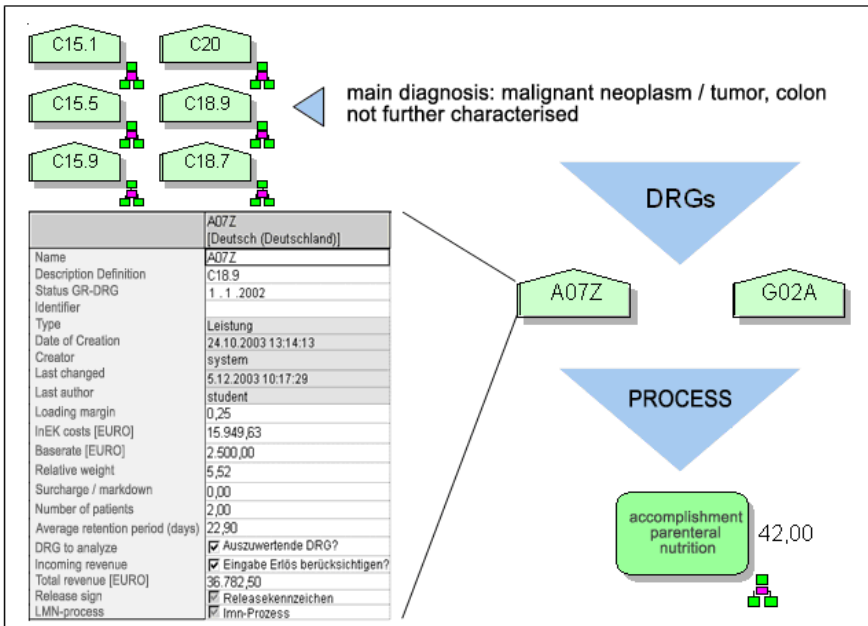 C15.1
C20
C15.5
C18.9
C15.9
C18.7
main diagnosis: malignant neoplasm / tumor, colon
not further characterised
DRGs
A07Z
G02A
PROCESS
accomplishment
parenteral
nutrition
42,00
A07Z
[Deutsch (Deutschland)]
Name A07Z
Description Definition C18.9
Status GR-DRG 1 .1 .2002
Identifier
Type Leistung
Date of Creation 24.10.2003 13:14:13
Creator system
Last changed 5.12.2003 10:17:29
Last author student
Loading margin 0,25
InEK costs [EURO] 15.949,63
Baserate [EURO] 2.500,00
Relative weight 5,52
Surcharge / markdown 0,00
Number of patients 2,00
Average retention period (days) 22,90
DRG to analyze Auszuwertende DRG?
Incoming revenue Eingabe Erlös berücksichtigen?
Total revenue [EURO] 36.782,50
Release sign Releasekennzeichen
LMN-process lmn-Prozess